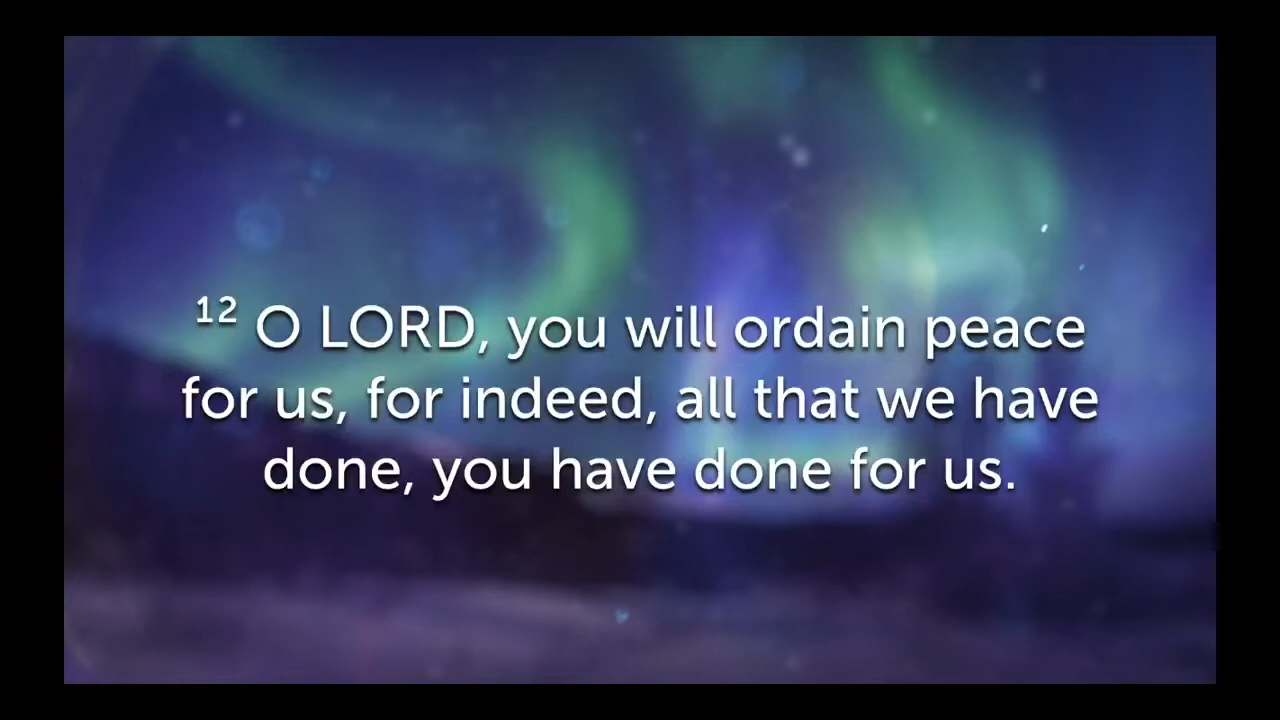 12 O LORD, you will ordain peace
for us, for indeed, all that we have
done, you have done for us.